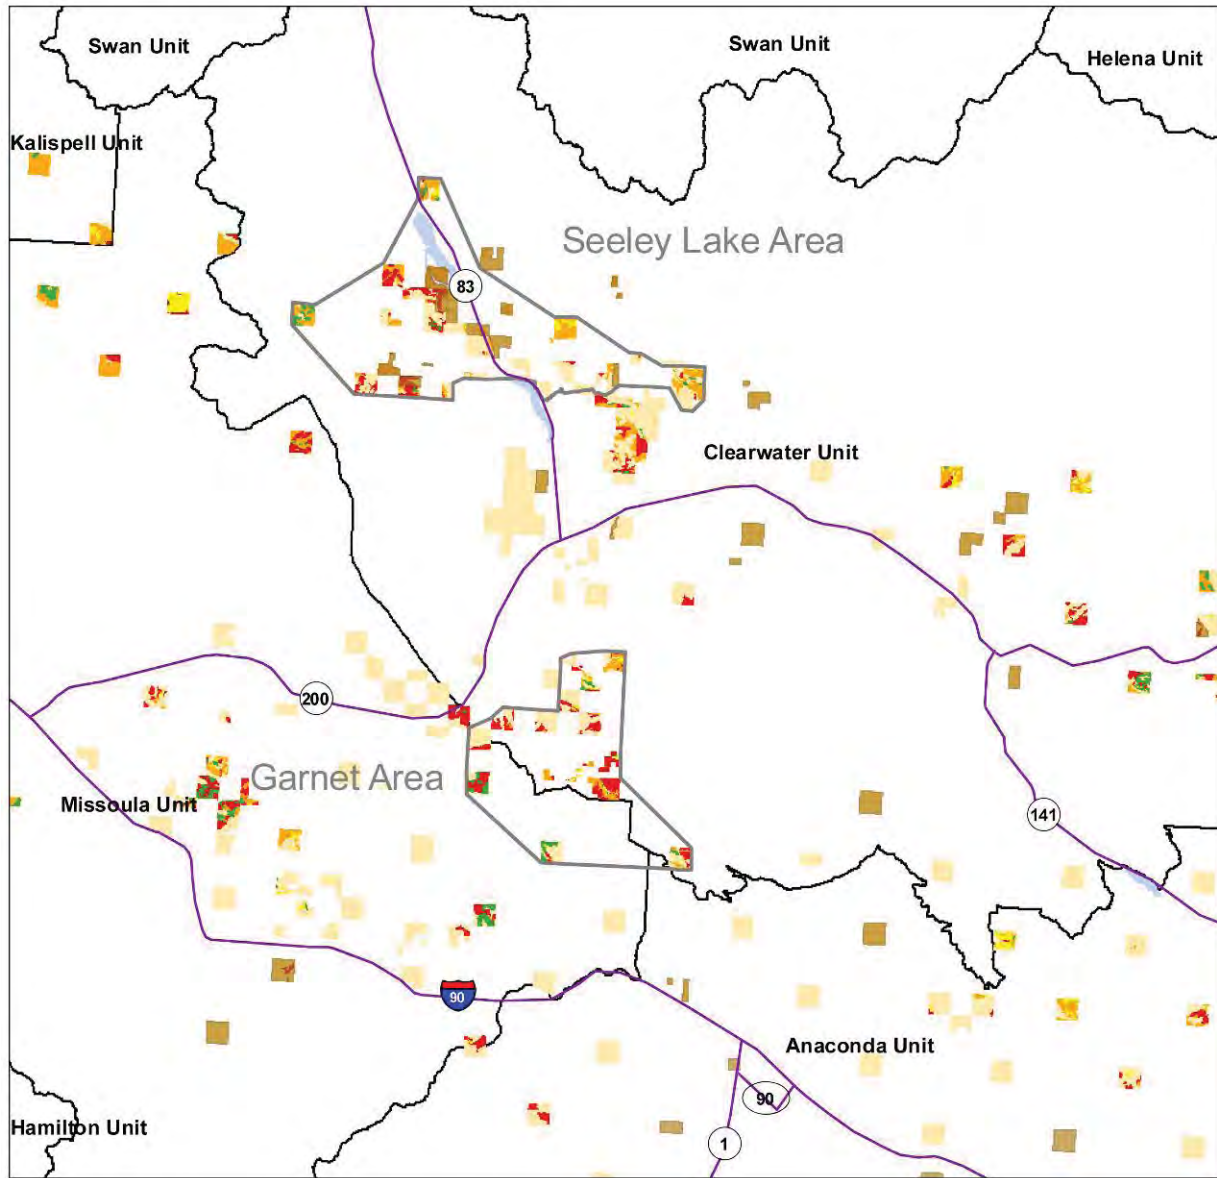 Swan Unit
Swan Unit
Helena Unit
Kalispell Unit
Seeley Lake Area
83
Clearwater Unit
200
Garnet Area
Missoula Unit
141
90
Anaconda Unit
90
Hamilton Unit
1